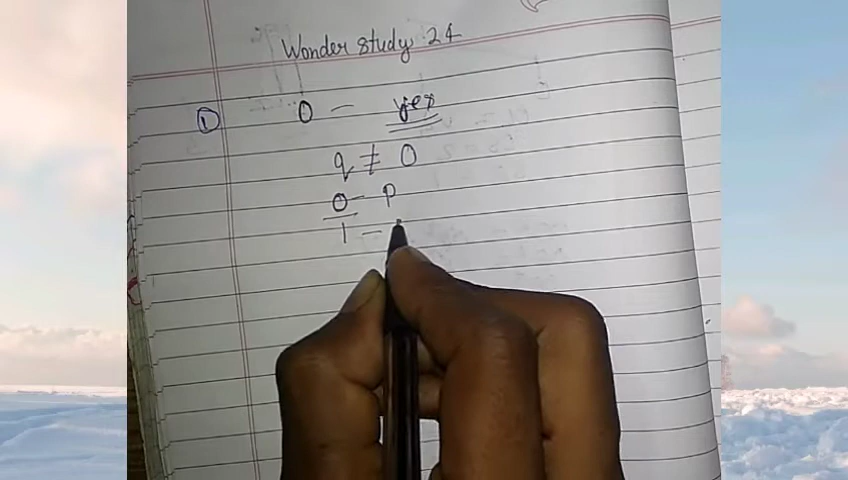 Wonder study 24
① 0 — yes
q ≠ 0
0 — p
1 —